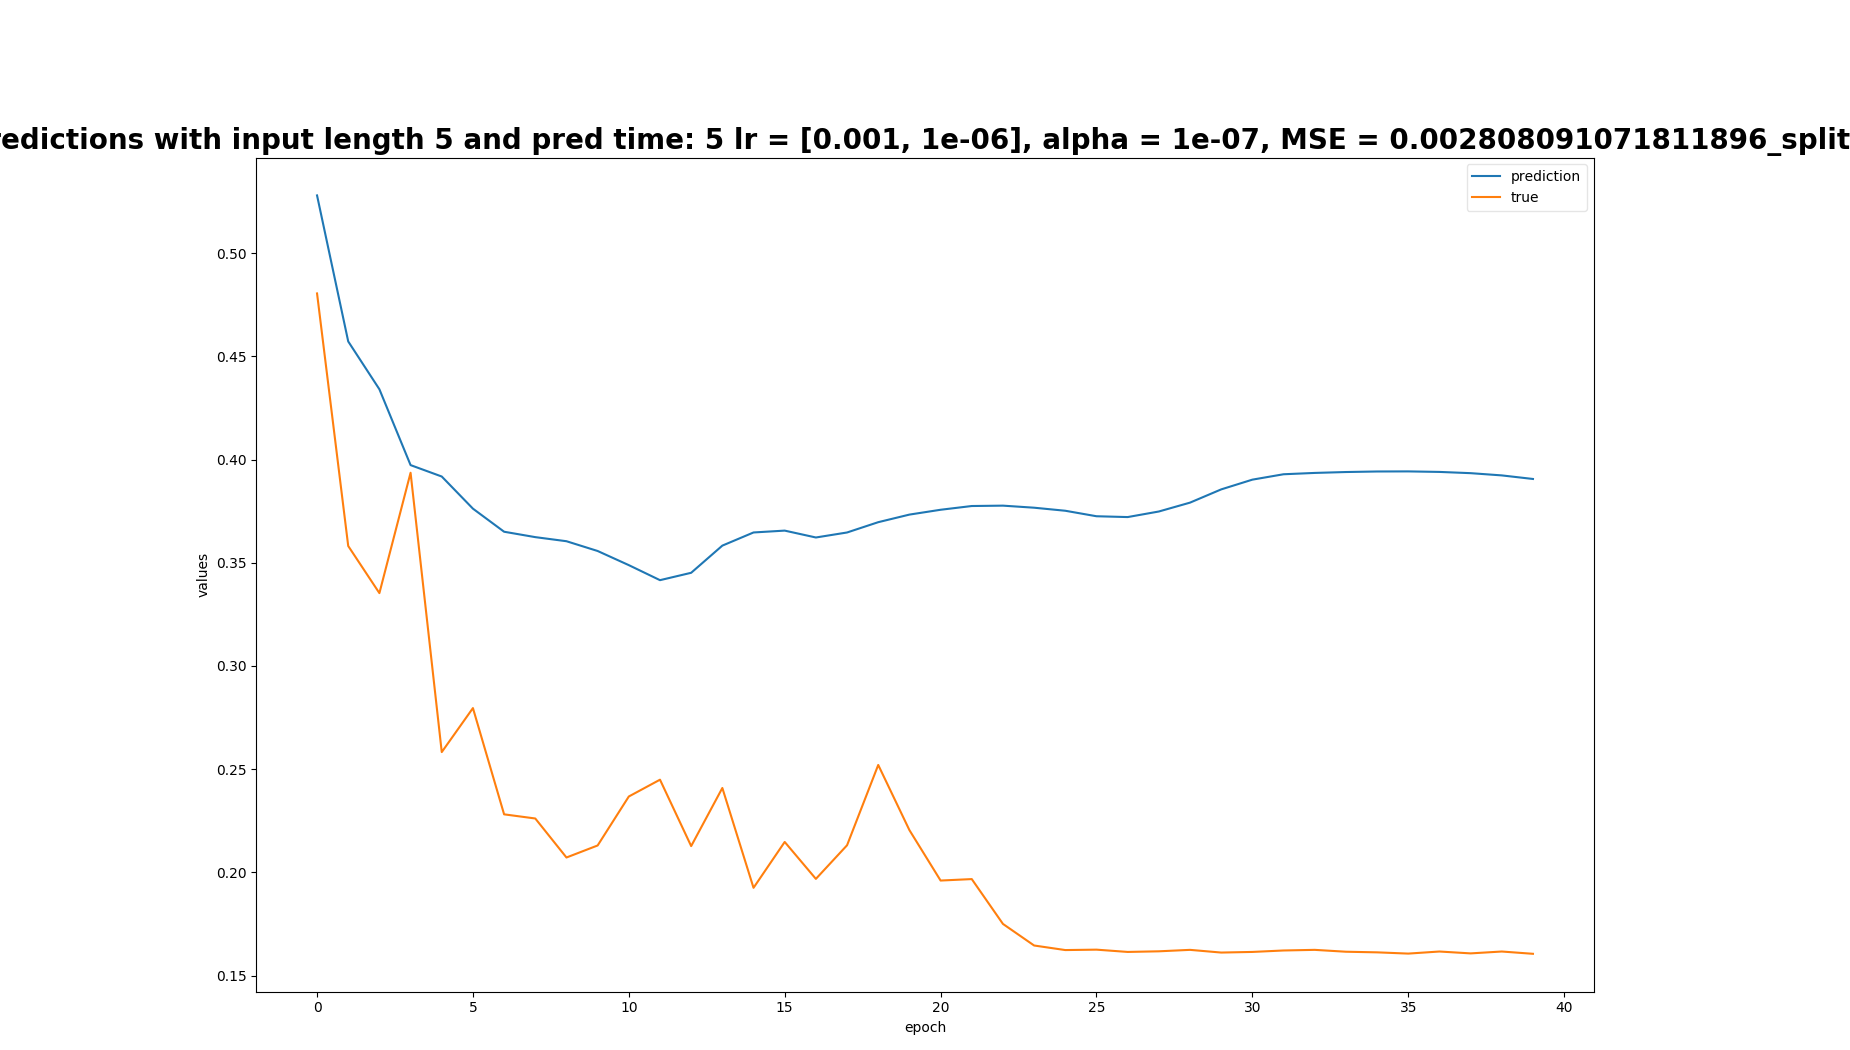 redictions with input length 5 and pred time: 5 lr = [0.001, 1e-06], alpha = 1e-07, MSE = 0.002808091071811896_split
prediction
true
0.50
0.45
0.40
0.35
0.30
0.25
0.20
0.15
values
0 5 10 15 20 25 30 35 40
epoch